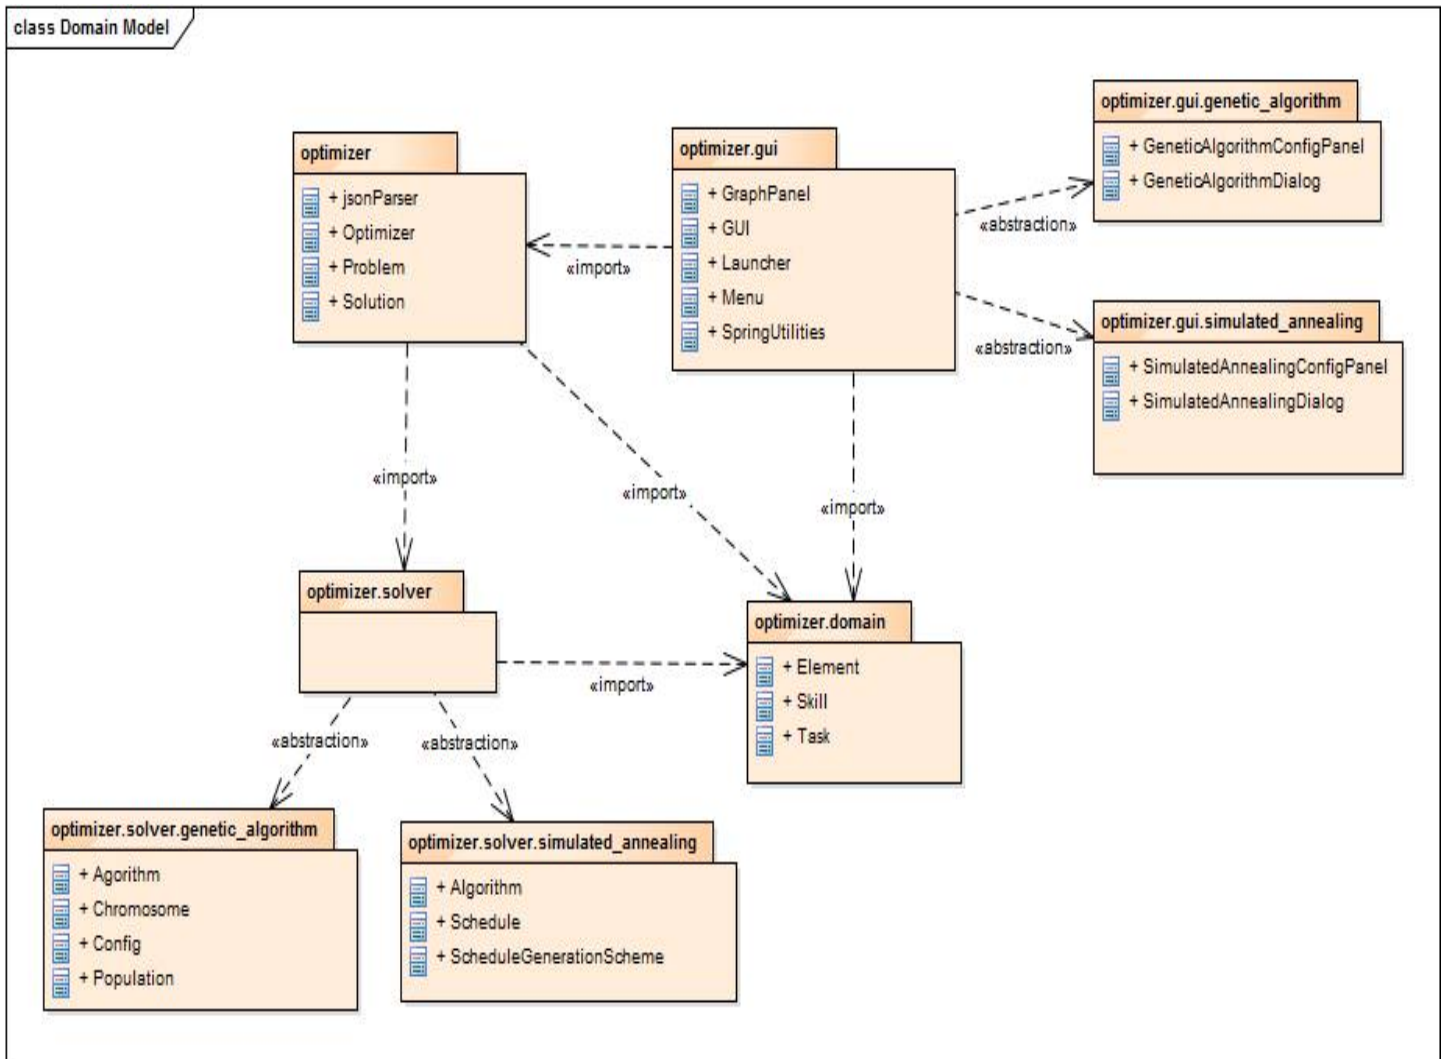 class Domain Model
optimizer.gui.genetic_algorithm
+ GeneticAlgorithmConfigPanel
+ GeneticAlgorithmDialog
optimizer
+ jsonParser
+ Optimizer
+ Problem
+ Solution
optimizer.gui
+ GraphPanel
+ GUI
+ Launcher
+ Menu
+ SpringUtilities
«abstraction»
«import»
optimizer.gui.simulated_annealing
+ SimulatedAnnealingConfigPanel
+ SimulatedAnnealingDialog
«abstraction»
«import»
«import»
«import»
optimizer.solver
optimizer.domain
+ Element
+ Skill
+ Task
«import»
«abstraction»
«abstraction»
optimizer.solver.genetic_algorithm
+ Agorithm
+ Chromosome
+ Config
+ Population
optimizer.solver.simulated_annealing
+ Algorithm
+ Schedule
+ ScheduleGenerationScheme